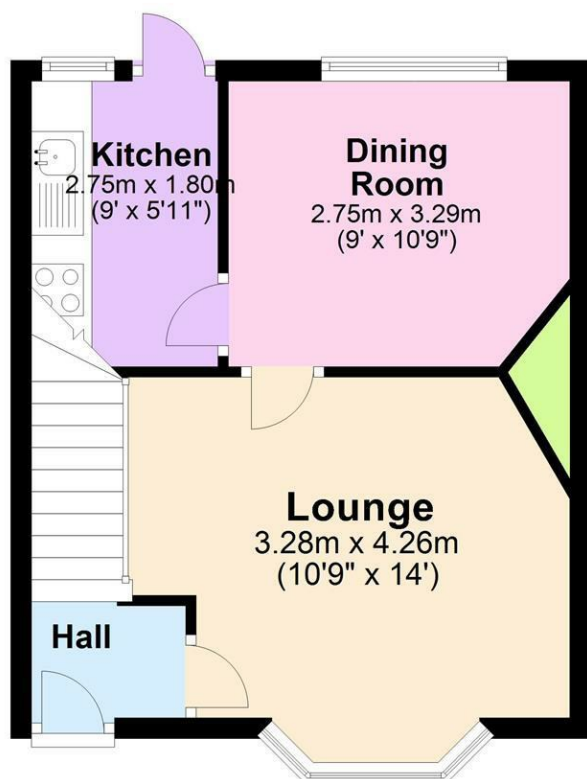 Kitchen
2.75m x 1.80m
(9' x 5'11")
Dining
Room
2.75m x 3.29m
(9' x 10'9")
Lounge
3.28m x 4.26m
(10'9" x 14')
Hall